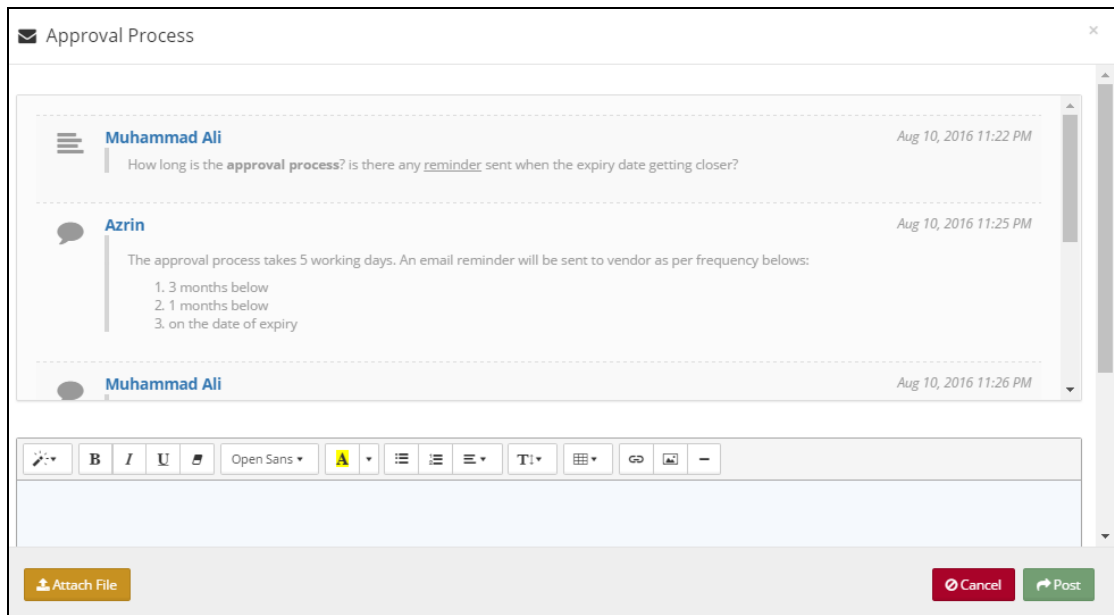 Approval Process
×
Muhammad Ali
Aug 10, 2016 11:22 PM
How long is the approval process? is there any reminder sent when the expiry date getting closer?
Azrin
Aug 10, 2016 11:25 PM
The approval process takes 5 working days. An email reminder will be sent to vendor as per frequency belows:
1. 3 months below
2. 1 months below
3. on the date of expiry
Muhammad Ali
Aug 10, 2016 11:26 PM
B I U Open Sans A T
Attach File
Cancel
Post